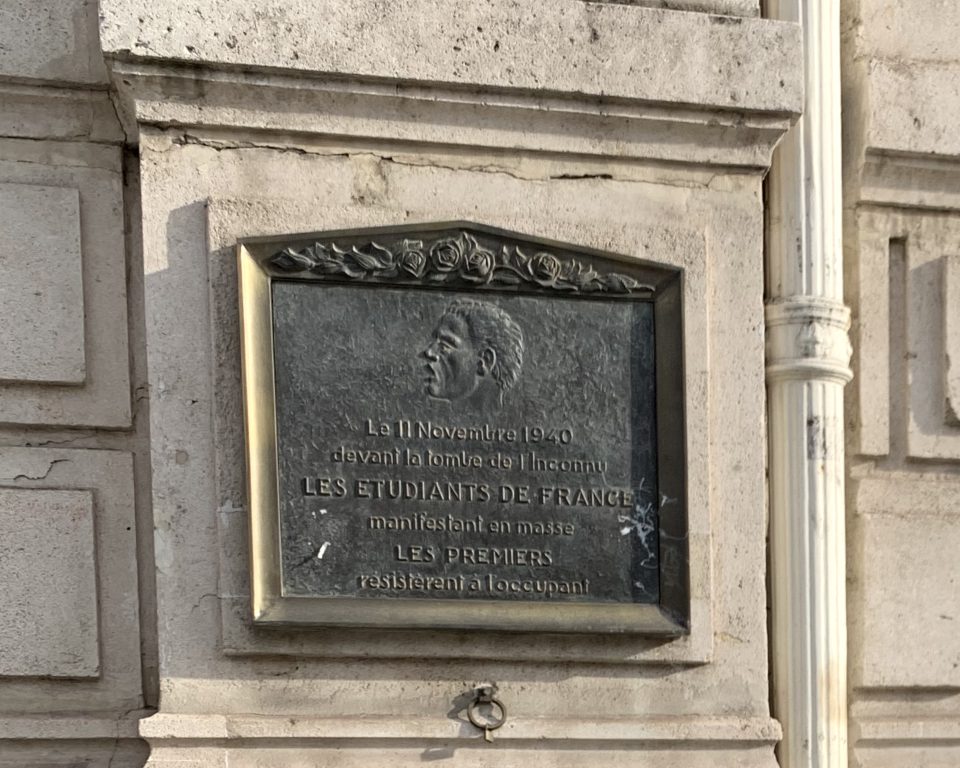 Le 11 Novembre 1940
devant la tombe de l'Inconnu
LES ETUDIANTS DE FRANCE
manifestant en masse
LES PREMIERS
résistèrent à l'occupant